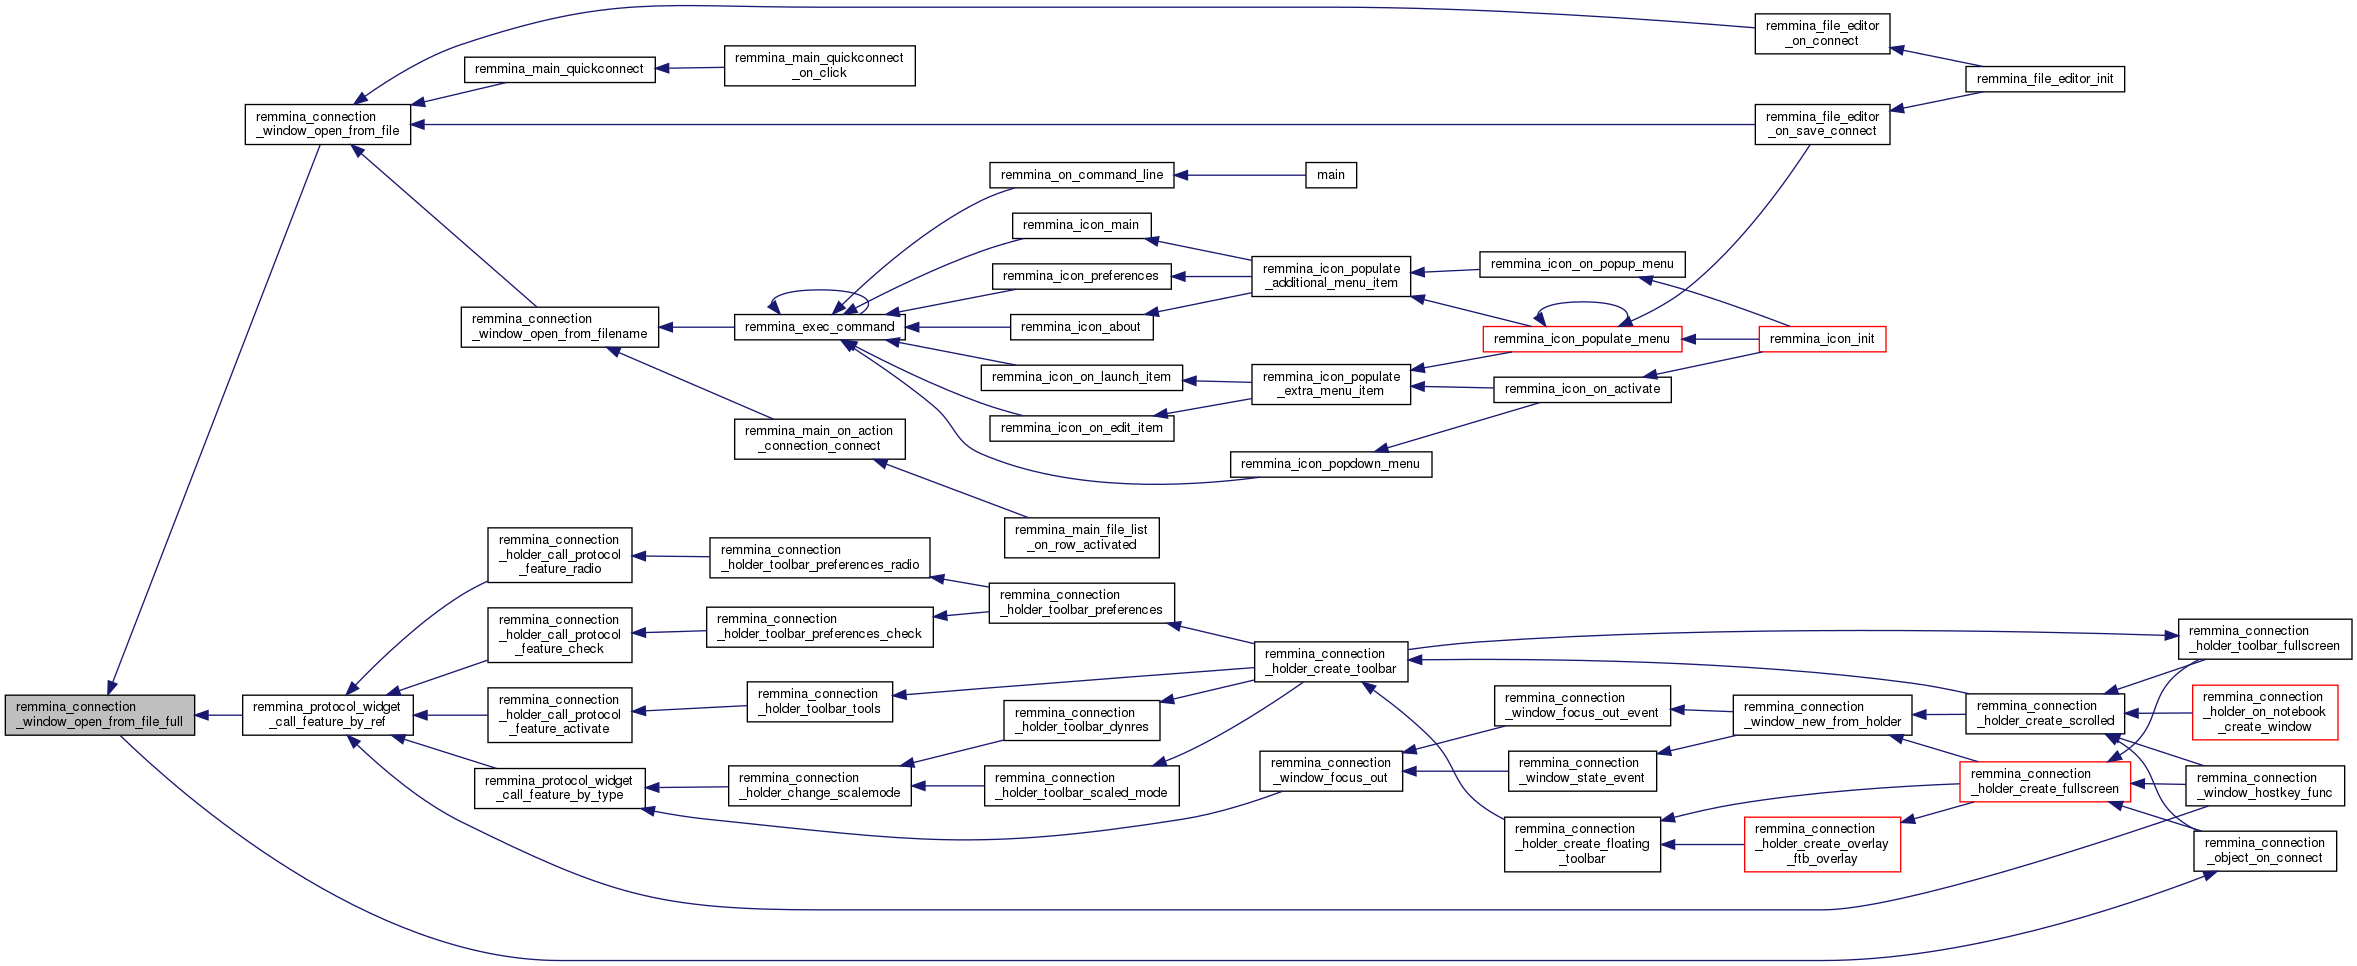 remmina_connection
_window_open_from_file_full
remmina_connection
_window_open_from_file
remmina_protocol_widget
_call_feature_by_ref
remmina_main_quickconnect
remmina_main_quickconnect
_on_click
remmina_connection
_window_open_from_filename
remmina_exec_command
remmina_main_on_action
_connection_connect
remmina_main_file_list
_on_row_activated
remmina_on_command_line
main
remmina_icon_main
remmina_icon_preferences
remmina_icon_about
remmina_icon_on_launch_item
remmina_icon_on_edit_item
remmina_icon_popdown_menu
remmina_icon_populate
_additional_menu_item
remmina_icon_populate
_extra_menu_item
remmina_icon_on_popup_menu
remmina_icon_populate_menu
remmina_icon_on_activate
remmina_icon_init
remmina_file_editor
_on_connect
remmina_file_editor
_on_save_connect
remmina_file_editor_init
remmina_connection
_holder_call_protocol
_feature_radio
remmina_connection
_holder_call_protocol
_feature_check
remmina_connection
_holder_call_protocol
_feature_activate
remmina_protocol_widget
_call_feature_by_type
remmina_connection
_holder_toolbar_preferences_radio
remmina_connection
_holder_toolbar_preferences_check
remmina_connection
_holder_toolbar_tools
remmina_connection
_holder_change_scalemode
remmina_connection
_holder_toolbar_preferences
remmina_connection
_holder_toolbar_dynres
remmina_connection
_holder_toolbar_scaled_mode
remmina_connection
_holder_create_toolbar
remmina_connection
_window_focus_out
remmina_connection
_window_focus_out_event
remmina_connection
_window_state_event
remmina_connection
_holder_create_floating
_toolbar
remmina_connection
_window_new_from_holder
remmina_connection
_holder_create_overlay
_ftb_overlay
remmina_connection
_holder_create_scrolled
remmina_connection
_holder_create_fullscreen
remmina_connection
_holder_toolbar_fullscreen
remmina_connection
_holder_on_notebook
_create_window
remmina_connection
_window_hostkey_func
remmina_connection
_object_on_connect